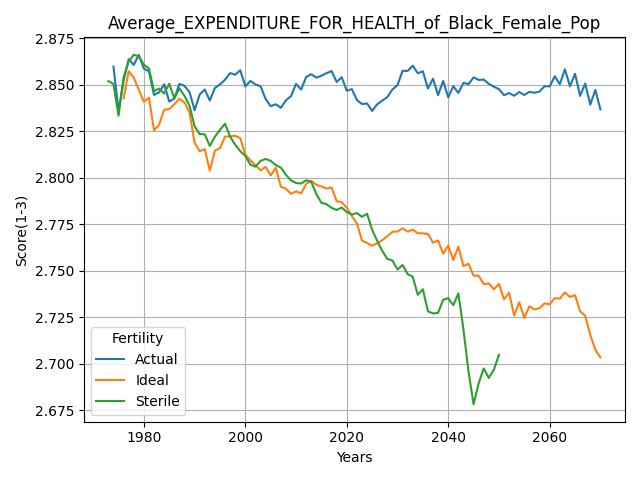 Average_EXPENDITURE_FOR_HEALTH_of_Black_Female_Pop
2.875
2.850
2.825
2.800
2.775
2.750
2.725
2.700
2.675
Score(1-3)
Fertility
Actual
Ideal
Sterile
1980
2000
2020
2040
2060
Years